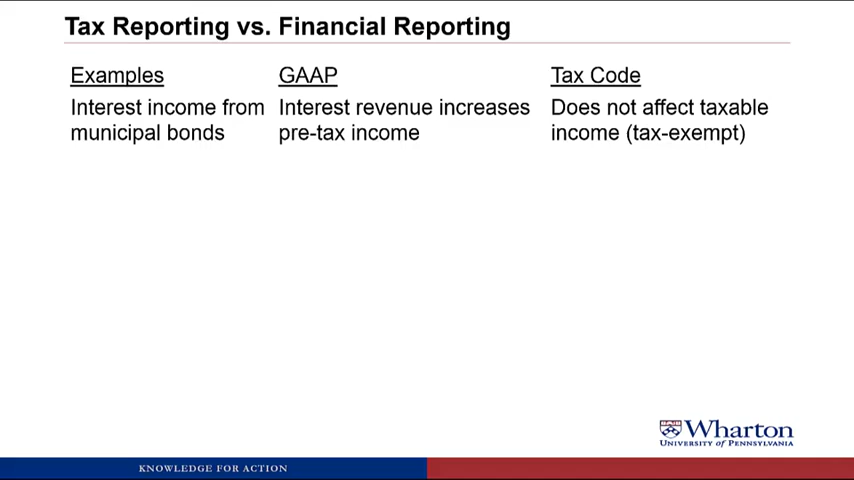 Tax Reporting vs. Financial Reporting
Examples GAAP Tax Code
Interest income from Interest revenue increases Does not affect taxable
municipal bonds pre-tax income income (tax-exempt)
Wharton
UNIVERSITY of PENNSYLVANIA
KNOWLEDGE FOR ACTION